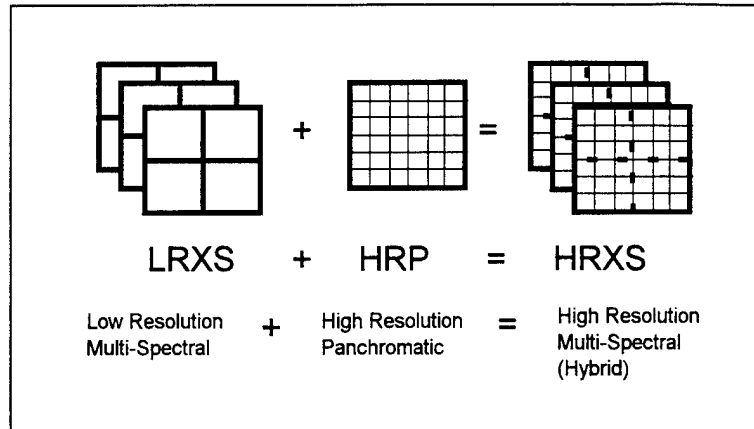 + =
LRXS + HRP = HRXS
Low Resolution Multi-Spectral + High Resolution Panchromatic = High Resolution Multi-Spectral (Hybrid)